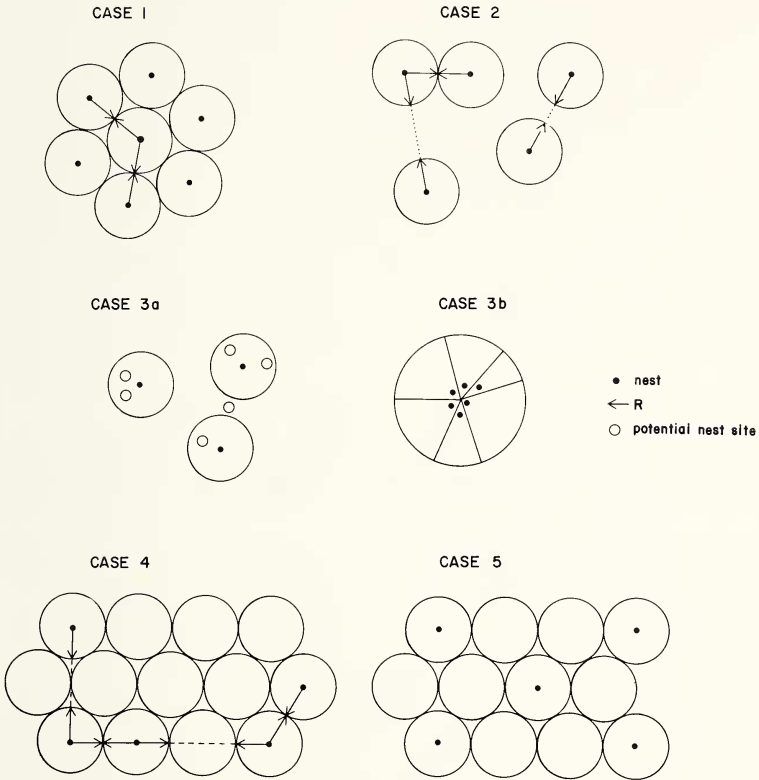 CASE 1
CASE 2
CASE 3a
CASE 3b
nest
R
potential nest site
CASE 4
CASE 5